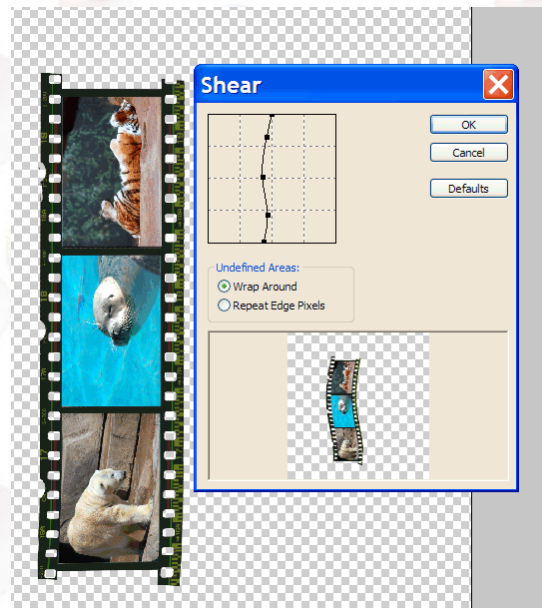 Shear
OK
Cancel
Defaults
Undefined Areas:
Wrap Around
Repeat Edge Pixels